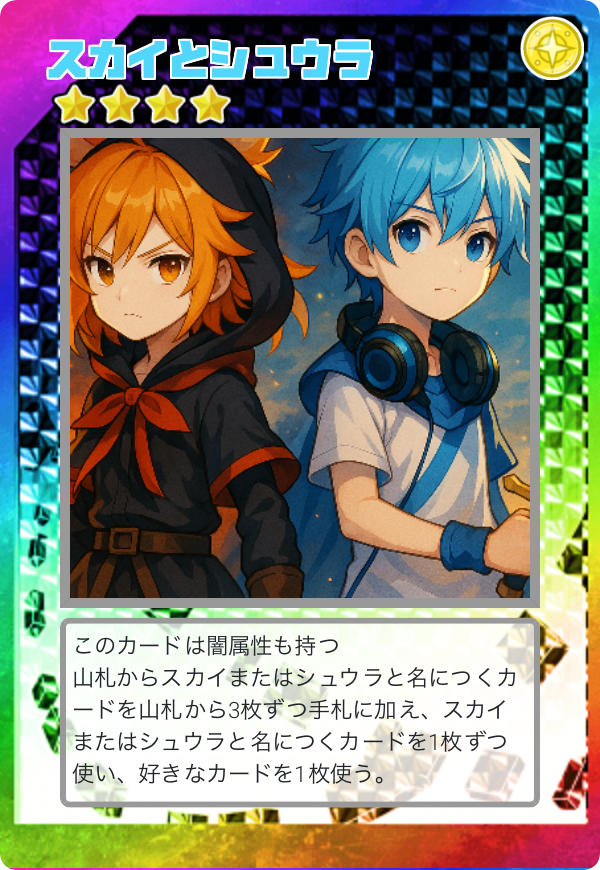 スカイとシュウラ
このカードは闇属性も持つ
山札からスカイまたはシュウラと名につくカ
ードを山札から3枚ずつ手札に加え、スカイ
またはシュウラと名につくカードを1枚ずつ
使い、好きなカードを1枚使う。